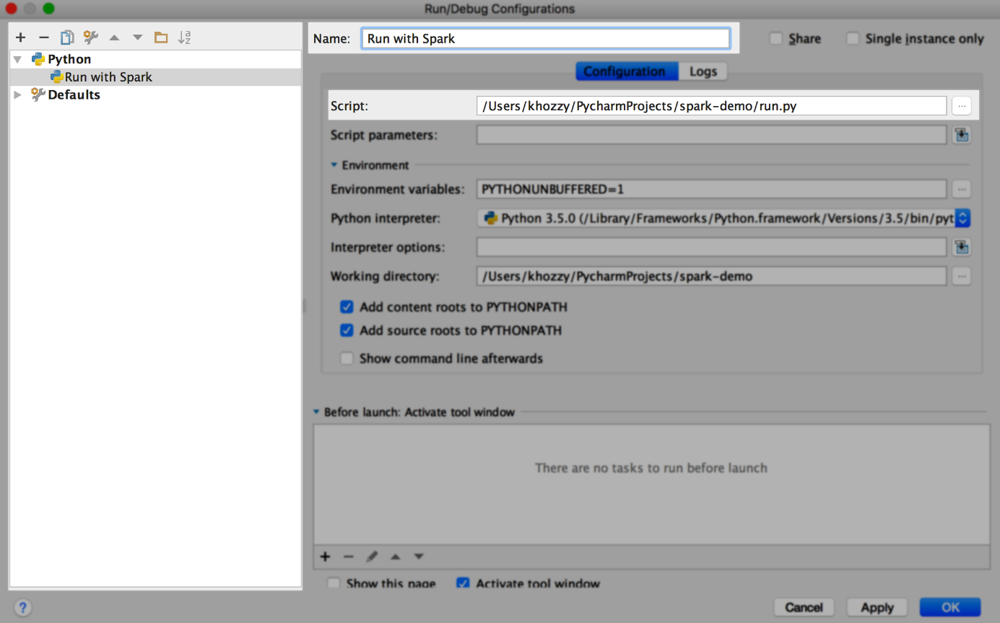 Run/Debug Configurations
Name: Run with Spark
Share
Single instance only
Python
Run with Spark
Defaults
Configuration Logs
Script: /Users/khozzy/PycharmProjects/spark-demo/run.py
Script parameters:
Environment
Environment variables: PYTHONUNBUFFERED=1
Python interpreter: Python 3.5.0 (/Library/Frameworks/Python.framework/Versions/3.5/bin/pyt
Interpreter options:
Working directory: /Users/khozzy/PycharmProjects/spark-demo
Add content roots to PYTHONPATH
Add source roots to PYTHONPATH
Show command line afterwards
Before launch: Activate tool window
There are no tasks to run before launch
Show this page Activate tool window
? Cancel Apply OK